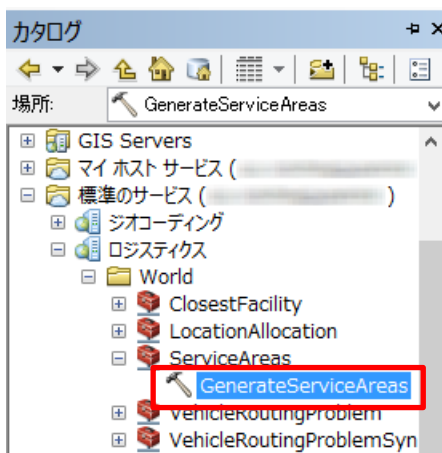 カタログ
場所: GenerateServiceAreas
GIS Servers
マイ ホスト サービス (
標準のサービス ( )
ジオコーディング
ロジスティクス
World
ClosestFacility
LocationAllocation
ServiceAreas
GenerateServiceAreas
VehicleRoutingProblem
VehicleRoutingProblemSyn